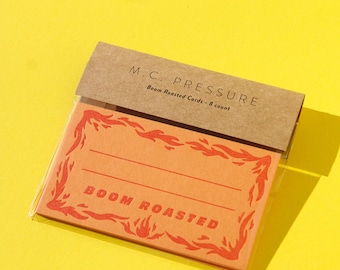 M.C. PRESSURE
Boom Roasted Cards - 8 count
BOOM ROASTED